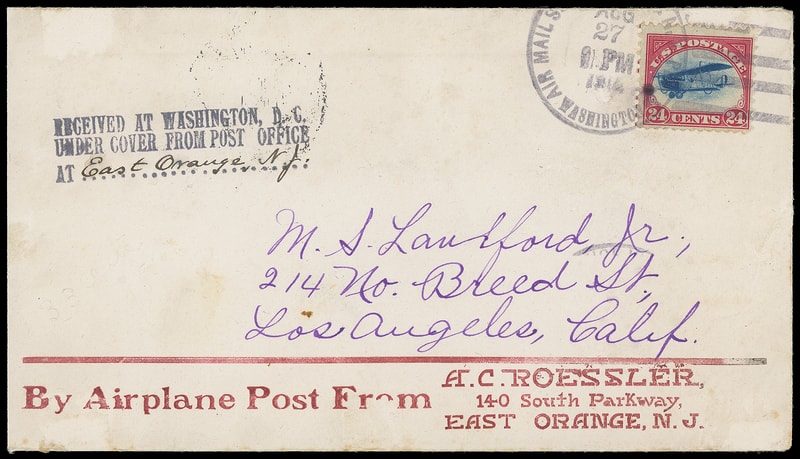 AIR MAIL S
AUG
27
PM
WASHINGTON
U.S. POSTAGE
24 CENTS 24
RECEIVED AT WASHINGTON, D. C.
UNDER COVER FROM POST OFFICE
AT East Orange, N.J.
M. S. Lankford, Jr.,
214 No. Breed St.,
Los Angeles, Calif.
By Airplane Post From
A. C. ROESSLER,
140 South Parkway,
EAST ORANGE, N. J.